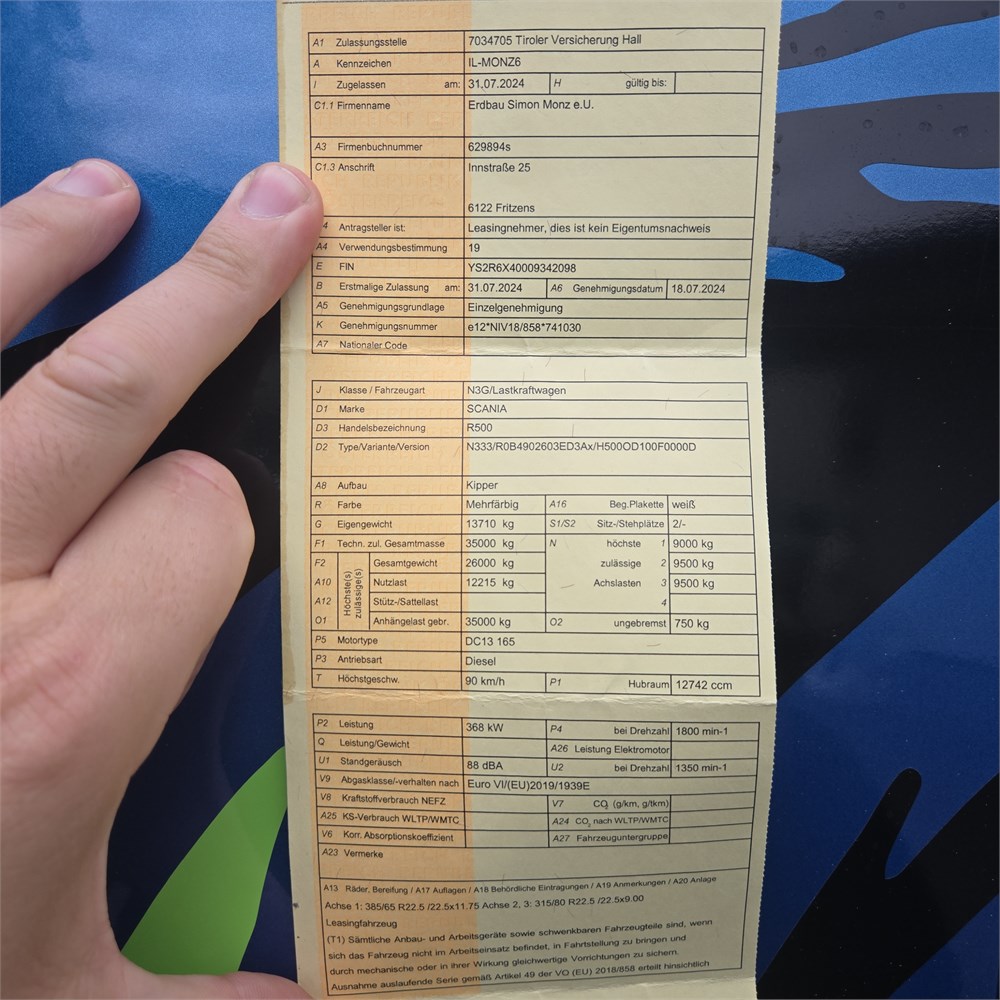 A1 Zulassungsstelle 7034705 Tiroler Versicherung Hall
A Kennzeichen IL-MONZ6
I Zugelassen am: 31.07.2024 H gültig bis:
C1.1 Firmenname Erdbau Simon Monz e.U.
A3 Firmenbuchnummer 629894s
C1.3 Anschrift Innstraße 25
6122 Fritzens
4 Antragsteller ist: Leasingnehmer, dies ist kein Eigentumsnachweis
A4 Verwendungsbestimmung 19
E FIN YS2R6X40009342098
B Erstmalige Zulassung am: 31.07.2024 A6 Genehmigungsdatum 18.07.2024
A5 Genehmigungsgrundlage Einzelgenehmigung
K Genehmigungsnummer e12*NIV18/858*741030
A7 Nationaler Code
J Klasse / Fahrzeugart N3G/Lastkraftwagen
D1 Marke SCANIA
D3 Handelsbezeichnung R500
D2 Type/Variante/Version N333/R0B4902603ED3Ax/H500OD100F0000D
A8 Aufbau Kipper
R Farbe Mehrfärbig A16 Beg.Plakette weiß
G Eigengewicht 13710 kg S1/S2 Sitz-/Stehplätze 2/-
F1 Techn. zul. Gesamtmasse 35000 kg N höchste 1 9000 kg
F2 Höchste(s) zulässige(s) Gesamtgewicht 26000 kg zulässige 2 9500 kg
A10 Nutzlast 12215 kg Achslasten 3 9500 kg
A12 Stütz-/Sattellast 4
O1 Anhängelast gebr. 35000 kg O2 ungebremst 750 kg
P5 Motortype DC13 165
P3 Antriebsart Diesel
T Höchstgeschw. 90 km/h P1 Hubraum 12742 ccm
P2 Leistung 368 kW P4 bei Drehzahl 1800 min-1
Q Leistung/Gewicht A26 Leistung Elektromotor
U1 Standgeräusch 88 dBA U2 bei Drehzahl 1350 min-1
V9 Abgasklasse/-verhalten nach Euro VI/(EU)2019/1939E
V8 Kraftstoffverbrauch NEFZ V7 CO2 (g/km, g/tkm)
A25 KS-Verbrauch WLTP/WMTC A24 CO2 nach WLTP/WMTC
V6 Korr. Absorptionskoeffizient A27 Fahrzeuguntergruppe
A23 Vermerke
A13 Räder, Bereifung / A17 Auflagen / A18 Behördliche Eintragungen / A19 Anmerkungen / A20 Anlage
Achse 1: 385/65 R22.5 /22.5x11.75 Achse 2, 3: 315/80 R22.5 /22.5x9.00
Leasingfahrzeug
(T1) Sämtliche Anbau- und Arbeitsgeräte sowie schwenkbaren Fahrzeugteile sind, wenn
sich das Fahrzeug nicht im Arbeitseinsatz befindet, in Fahrtstellung zu bringen und
durch mechanische oder in ihrer Wirkung gleichwertige Vorrichtungen zu sichern.
Ausnahme auslaufende Serie gemäß Artikel 49 der VO (EU) 2018/858 erteilt hinsichtlich